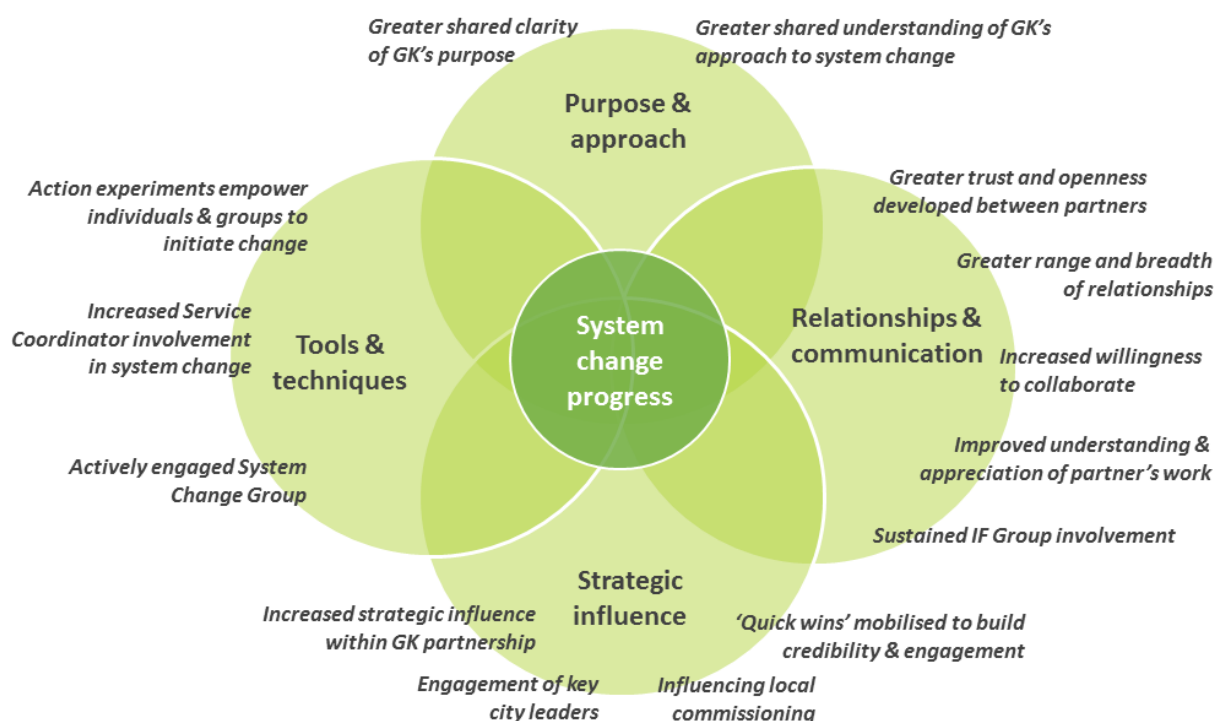 Greater shared clarity
of GK’s purpose
Greater shared understanding of GK’s
approach to system change
Purpose &
approach
Action experiments empower
individuals & groups to
initiate change
Greater trust and openness
developed between partners
Greater range and breadth
of relationships
Increased Service
Coordinator involvement
in system change
Tools &
techniques
System
change
progress
Relationships &
communication
Increased willingness
to collaborate
Actively engaged System
Change Group
Improved understanding &
appreciation of partner’s work
Sustained IF Group involvement
Strategic
influence
Increased strategic influence
within GK partnership
‘Quick wins’ mobilised to build
credibility & engagement
Engagement of key
city leaders
Influencing local
commissioning